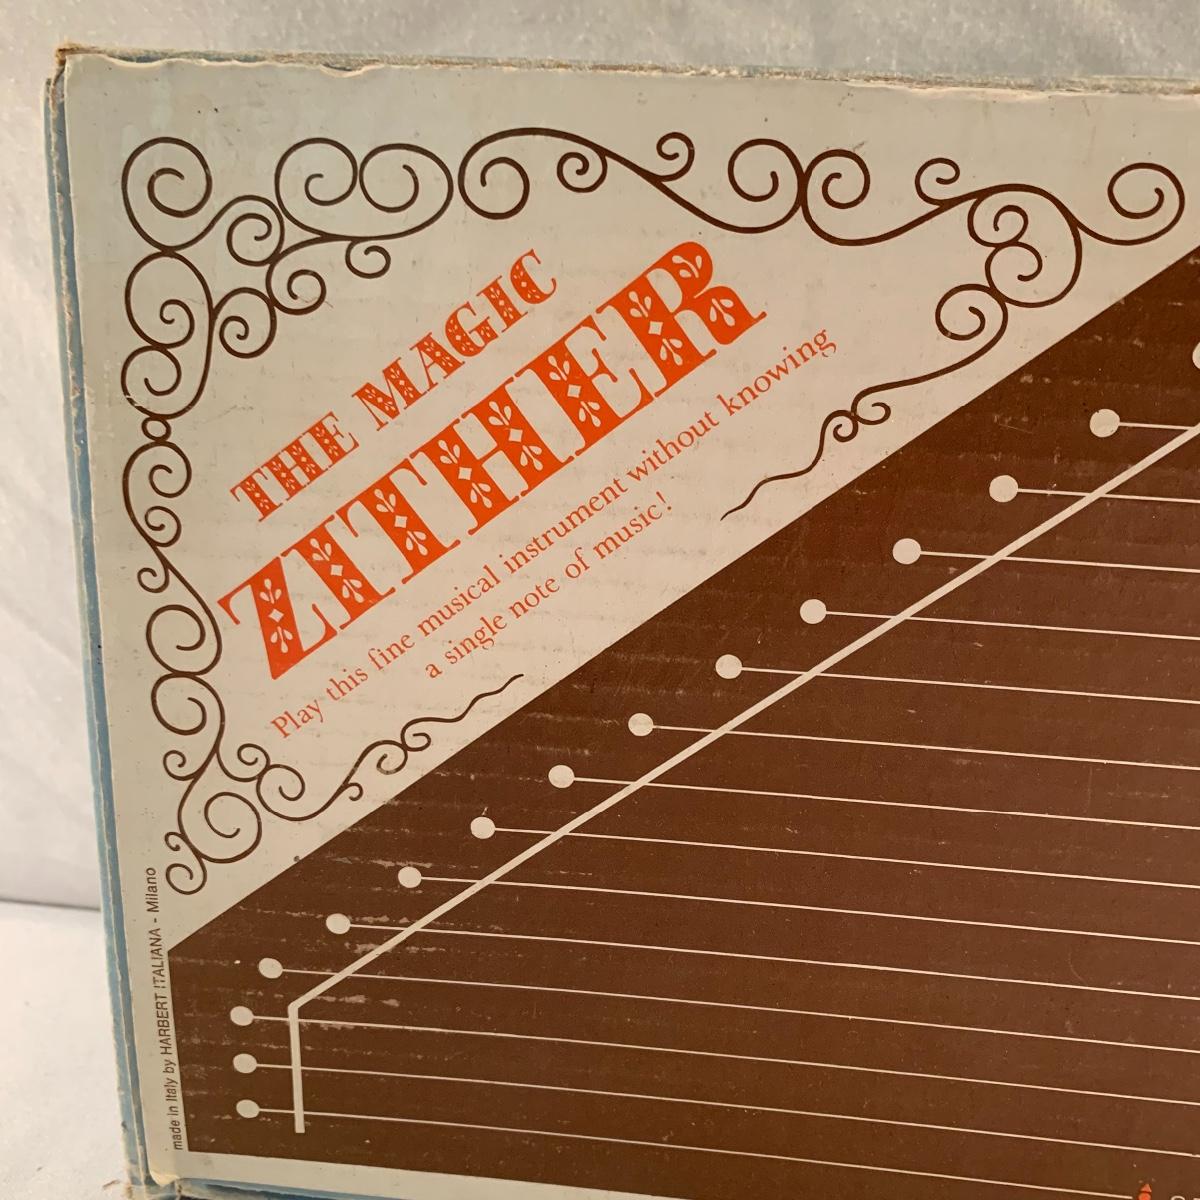 THE MAGIC
ZITHER
Play this fine musical instrument without knowing
a single note of music!
made in Italy by HARBERT ITALIANA - Milano